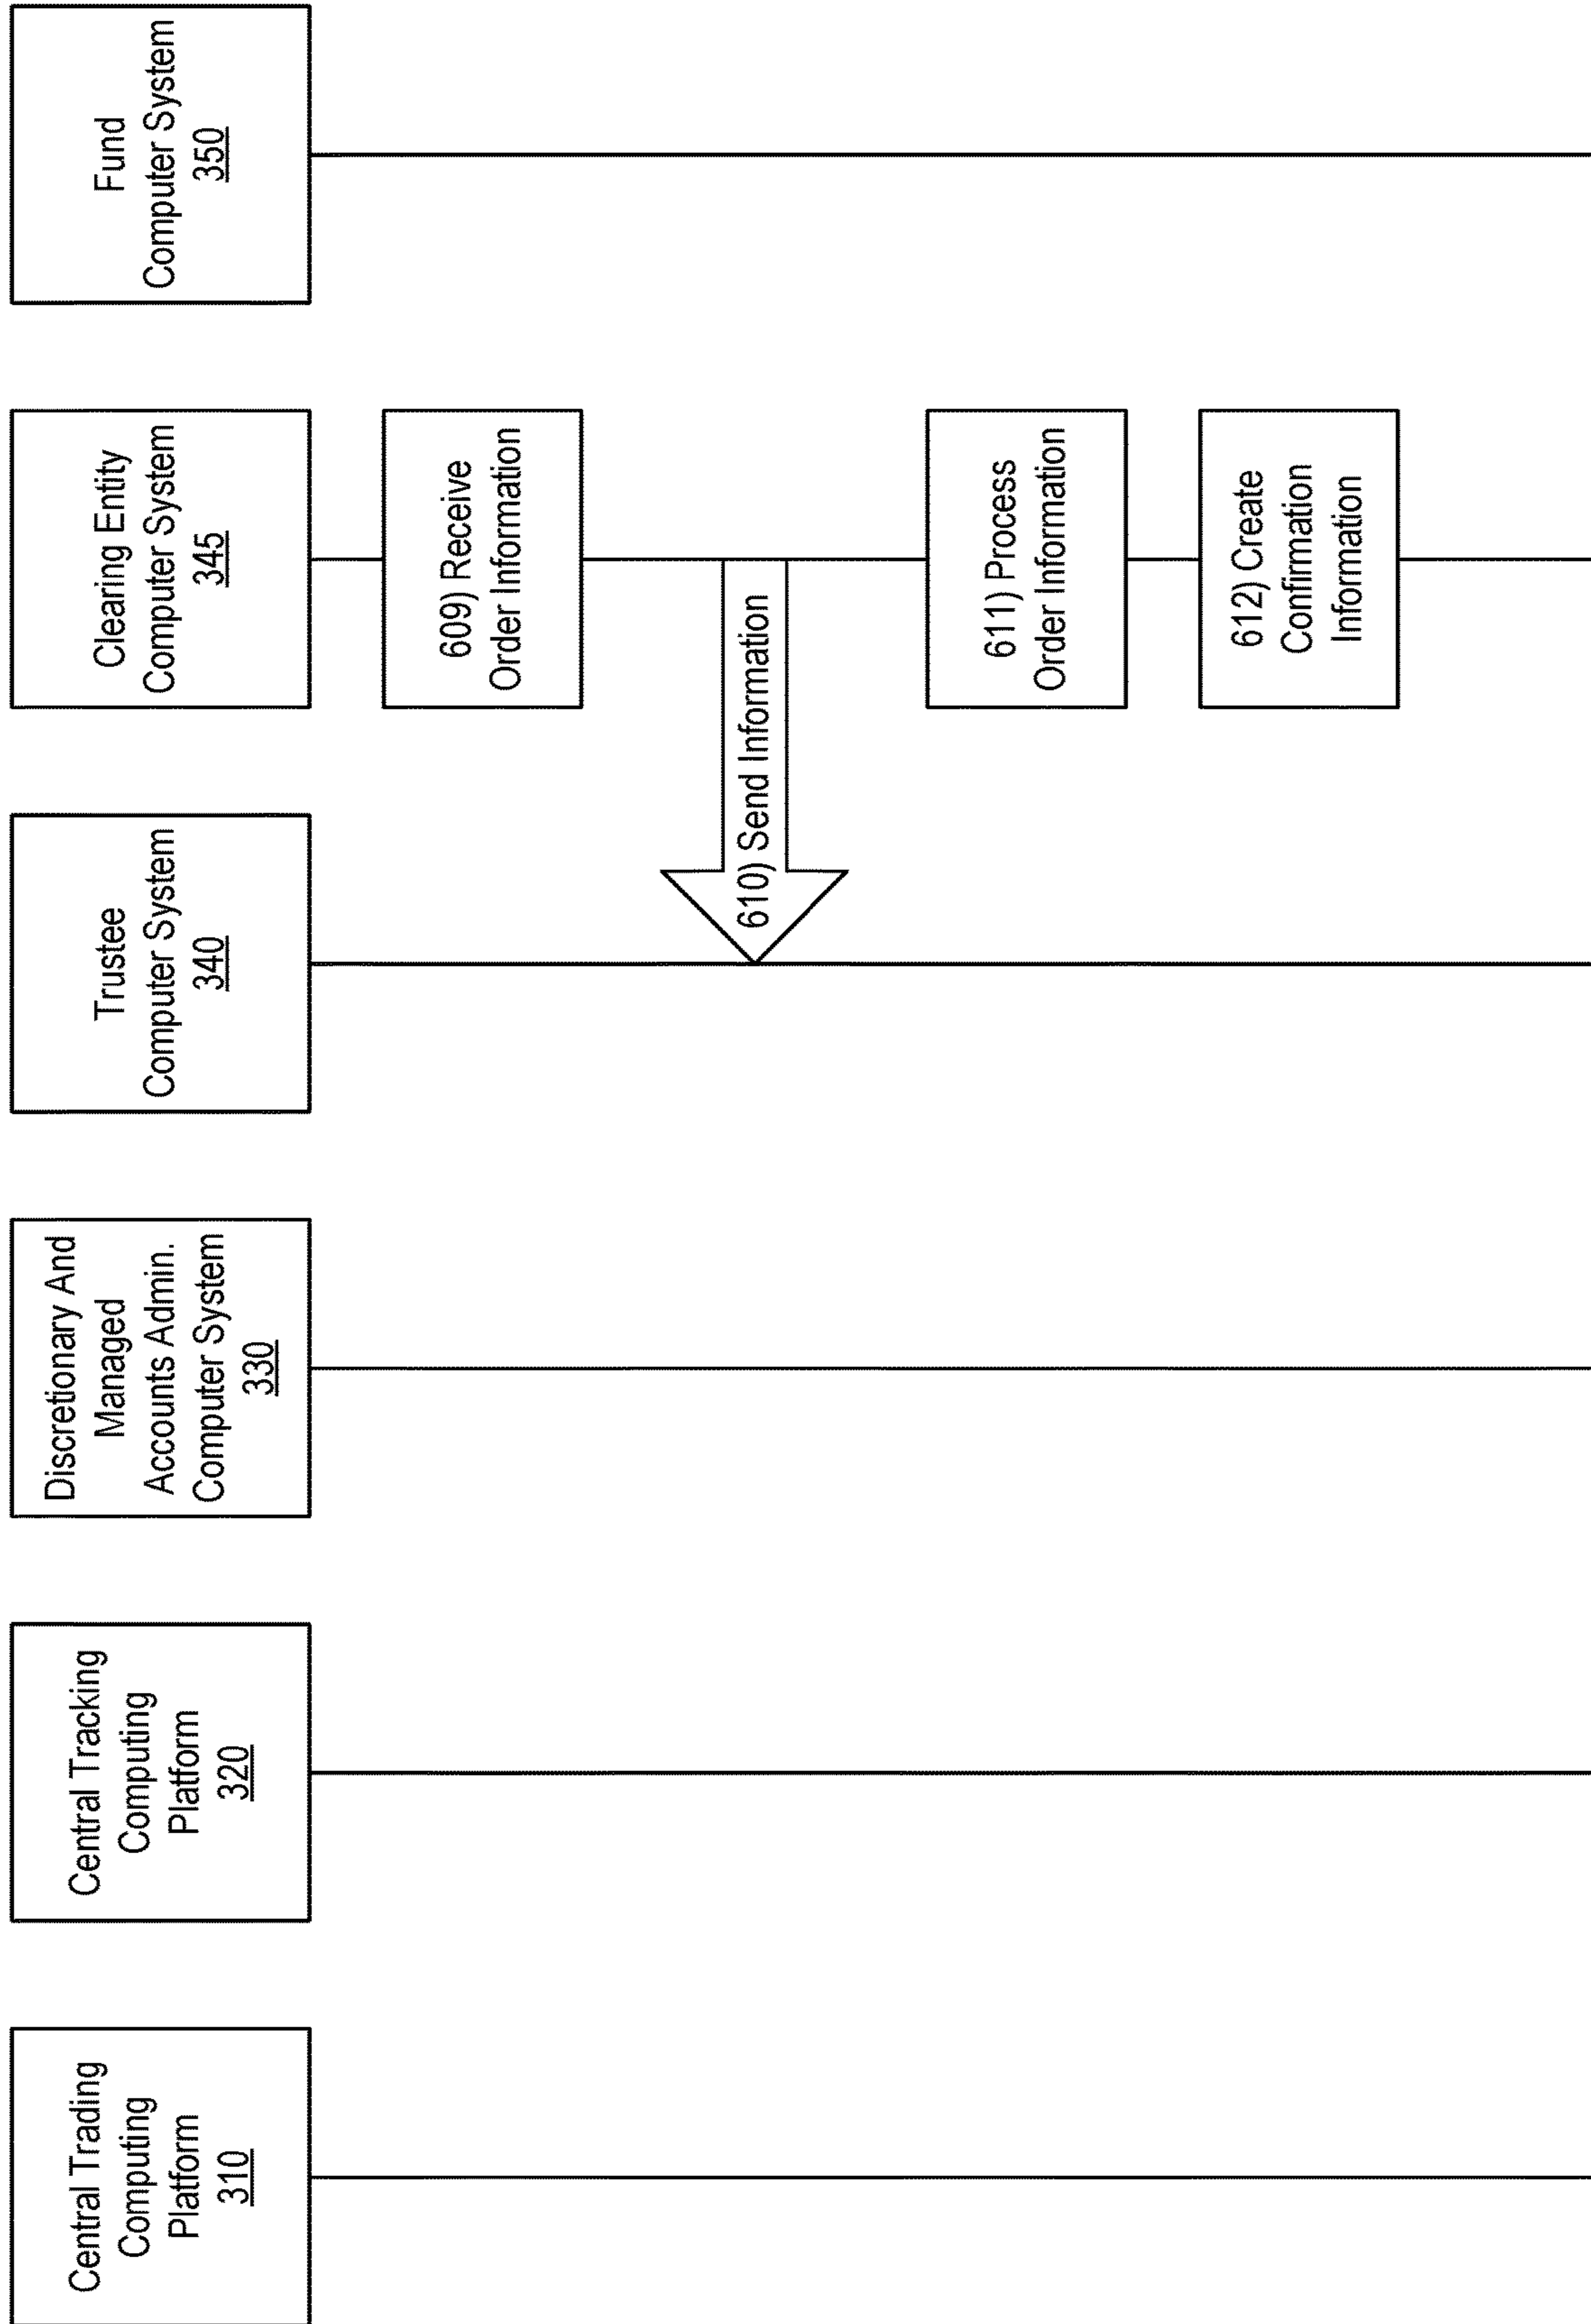 Central Trading
Computing
Platform
310
Central Tracking
Computing
Platform
320
Discretionary And
Managed
Accounts Admin.
Computer System
330
Trustee
Computer System
340
Clearing Entity
Computer System
345
Fund
Computer System
350
609) Receive
Order Information
610) Send Information
611) Process
Order Information
612) Create
Confirmation
Information